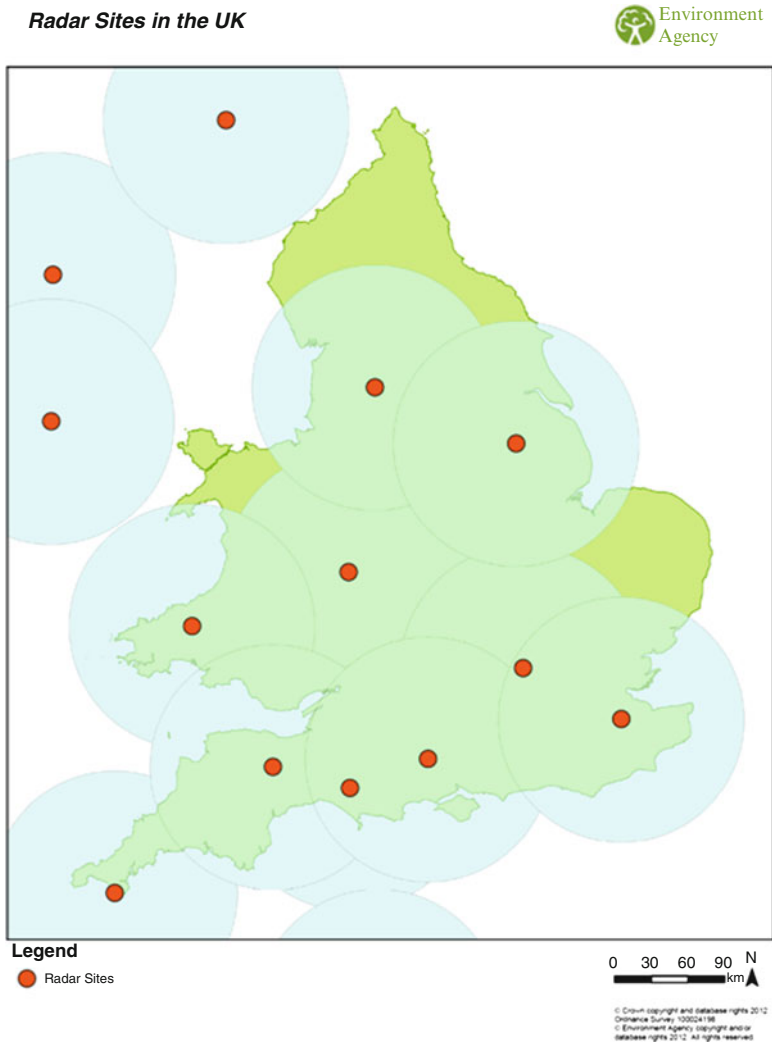 Radar Sites in the UK
Environment
Agency
Legend
Radar Sites
0 30 60 90 N
km
© Crown copyright and database rights 2012
Ordnance Survey 100024198
© Environment Agency copyright and/or
database rights 2012. All rights reserved.